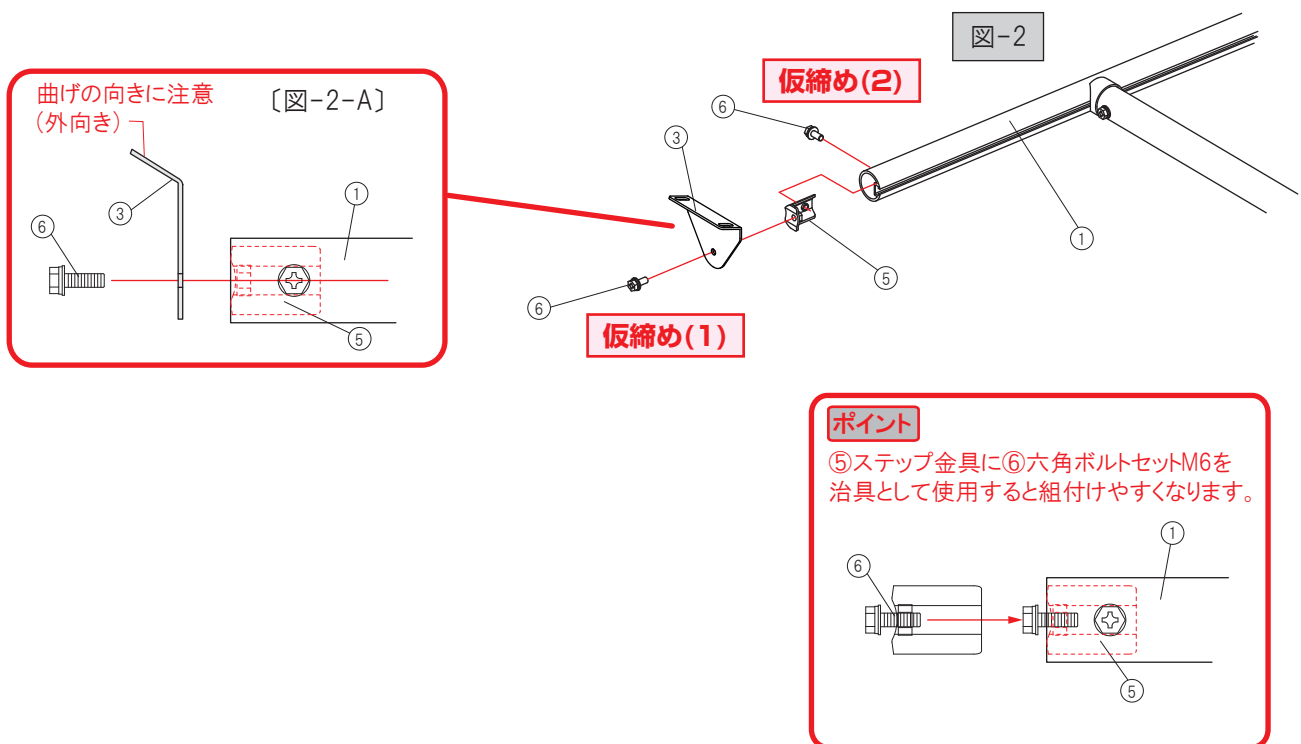 図-2
仮締め(2)
⑥
③
①
⑤
⑥
仮締め(1)
曲げの向きに注意
(外向き)
〔図-2-A〕
③
①
⑥
⑤
ポイント
⑤ステップ金具に⑥六角ボルトセットM6を
治具として使用すると組付けやすくなります。
①
⑥
⑤